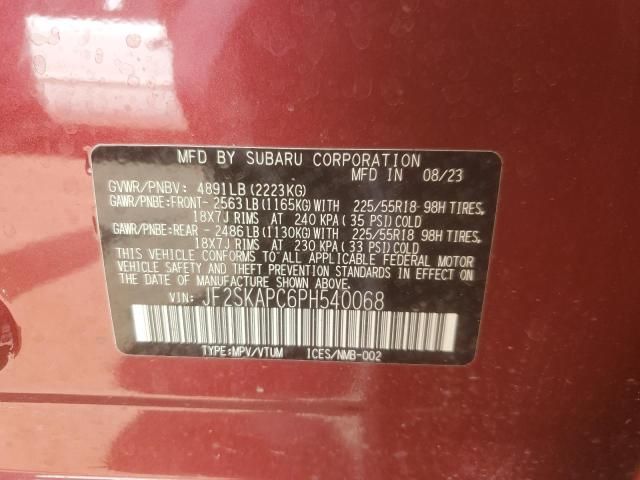 MFD BY SUBARU CORPORATION
MFD IN 08/23
GVWR/PNBV: 4891LB (2223KG)
GAWR/PNBE:FRONT- 2563LB (1165KG) WITH 225/55R18 98H TIRES,
18X7J RIMS AT 240 KPA (35 PSI) COLD
GAWR/PNBE:REAR - 2486LB (1130KG) WITH 225/55R18 98H TIRES,
18X7J RIMS AT 230 KPA (33 PSI) COLD
THIS VEHICLE CONFORMS TO ALL APPLICABLE FEDERAL MOTOR
VEHICLE SAFETY AND THEFT PREVENTION STANDARDS IN EFFECT
ON THE DATE OF MANUFACTURE SHOWN ABOVE.
VIN: JF2SKAPC6PH540068
TYPE:MPV/VTUM ICES/NMB-002